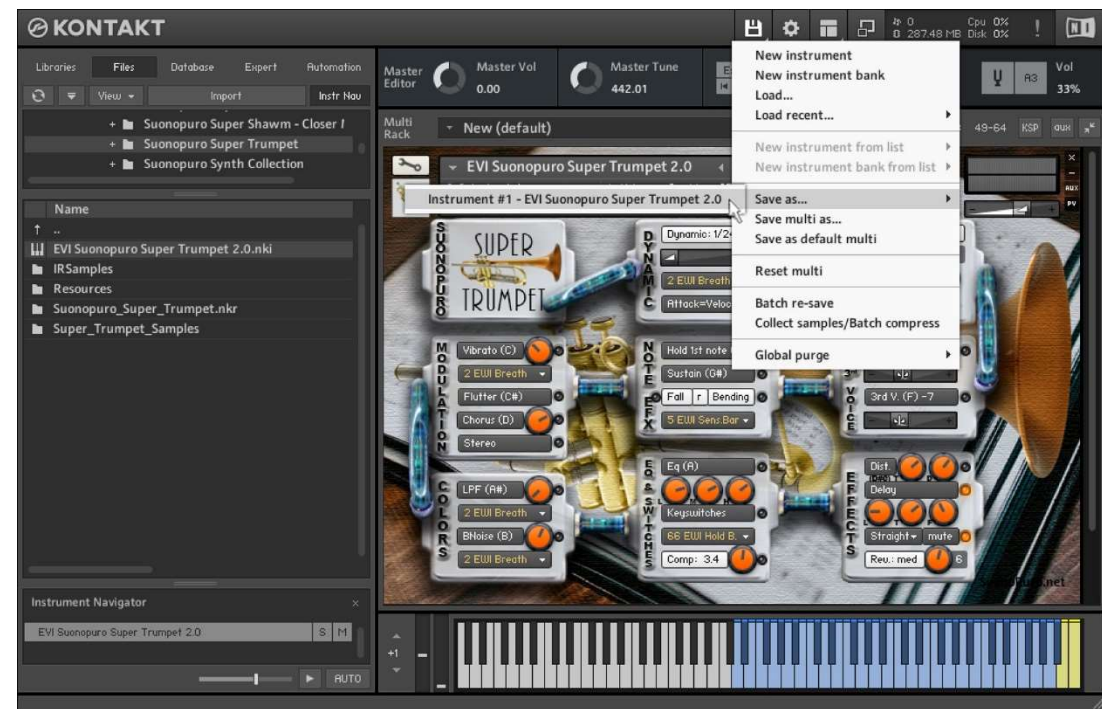 KONTAKT
0
287.48 MB
Cpu 0%
Disk 0%
!
Libraries Files Database Expert Automation
View Import Instr Nav
Suonopuro Super Shawm - Closer
Suonopuro Super Trumpet
Suonopuro Synth Collection
Name
..
EVI Suonopuro Super Trumpet 2.0.nki
IRSamples
Resources
Suonopuro_Super_Trumpet.nkr
Super_Trumpet_Samples
Instrument Navigator ×
EVI Suonopuro Super Trumpet 2.0 S M
AUTO
Master Editor
Master Vol
0.00
Master Tune
442.01
A3
Vol
33%
Multi Rack
New (default)
49-64 KSP aux
EVI Suonopuro Super Trumpet 2.0
×
AUX
PV
New instrument
New instrument bank
Load...
Load recent...
New instrument from list
New instrument bank from list
Save as...
Instrument #1 - EVI Suonopuro Super Trumpet 2.0
Save multi as...
Save as default multi
Reset multi
Batch re-save
Collect samples/Batch compress
Global purge
SUONOPURO
SUPER
TRUMPET
DYNAMIC
2 EWI Breath
MODULATION
Vibrato (C)
2 EWI Breath
Flutter (C#)
Chorus (D)
Stereo
NOTE EFX
Hold 1st note
Sustain (G#)
Fall r Bending
5 EWI Sens.Bar
VOICE
3rd V. (F) -7
COLORS
LPF (A#)
2 EWI Breath
BNoise (B)
2 EWI Breath
EQ & SWITCHES
Eq (A)
Keyswitches
66 EWI Hold B.
Comp: 3.4
EFFECTS
Dist.
Delay
Straight mute
Rev.: med 6
+1